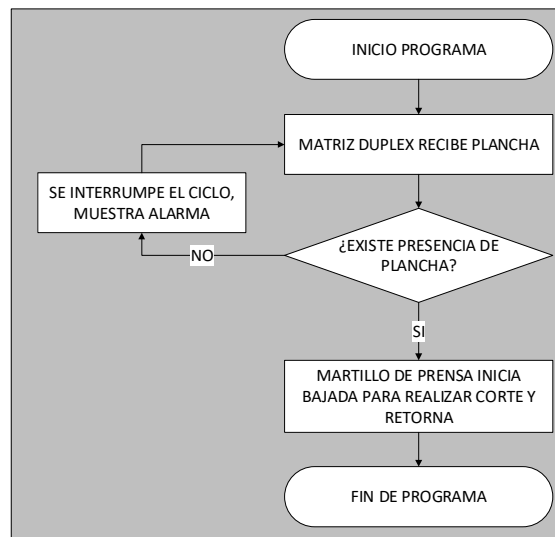 INICIO PROGRAMA
MATRIZ DUPLEX RECIBE PLANCHA
SE INTERRUMPE EL CICLO,
MUESTRA ALARMA
¿EXISTE PRESENCIA DE
PLANCHA?
NO
SI
MARTILLO DE PRENSA INICIA
BAJADA PARA REALIZAR CORTE Y
RETORNA
FIN DE PROGRAMA